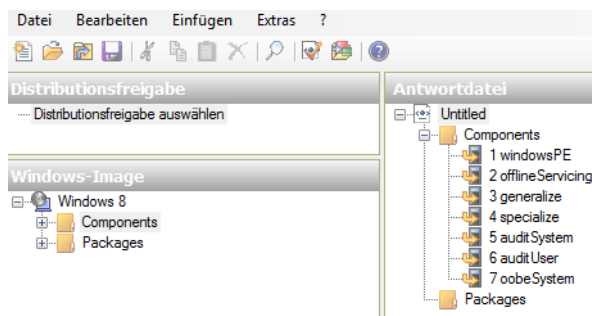 Datei Bearbeiten Einfügen Extras ?
Distributionsfreigabe
Distributionsfreigabe auswählen
Windows-Image
Windows 8
Components
Packages
Antwortdatei
Untitled
Components
1 windowsPE
2 offlineServicing
3 generalize
4 specialize
5 auditSystem
6 auditUser
7 oobeSystem
Packages